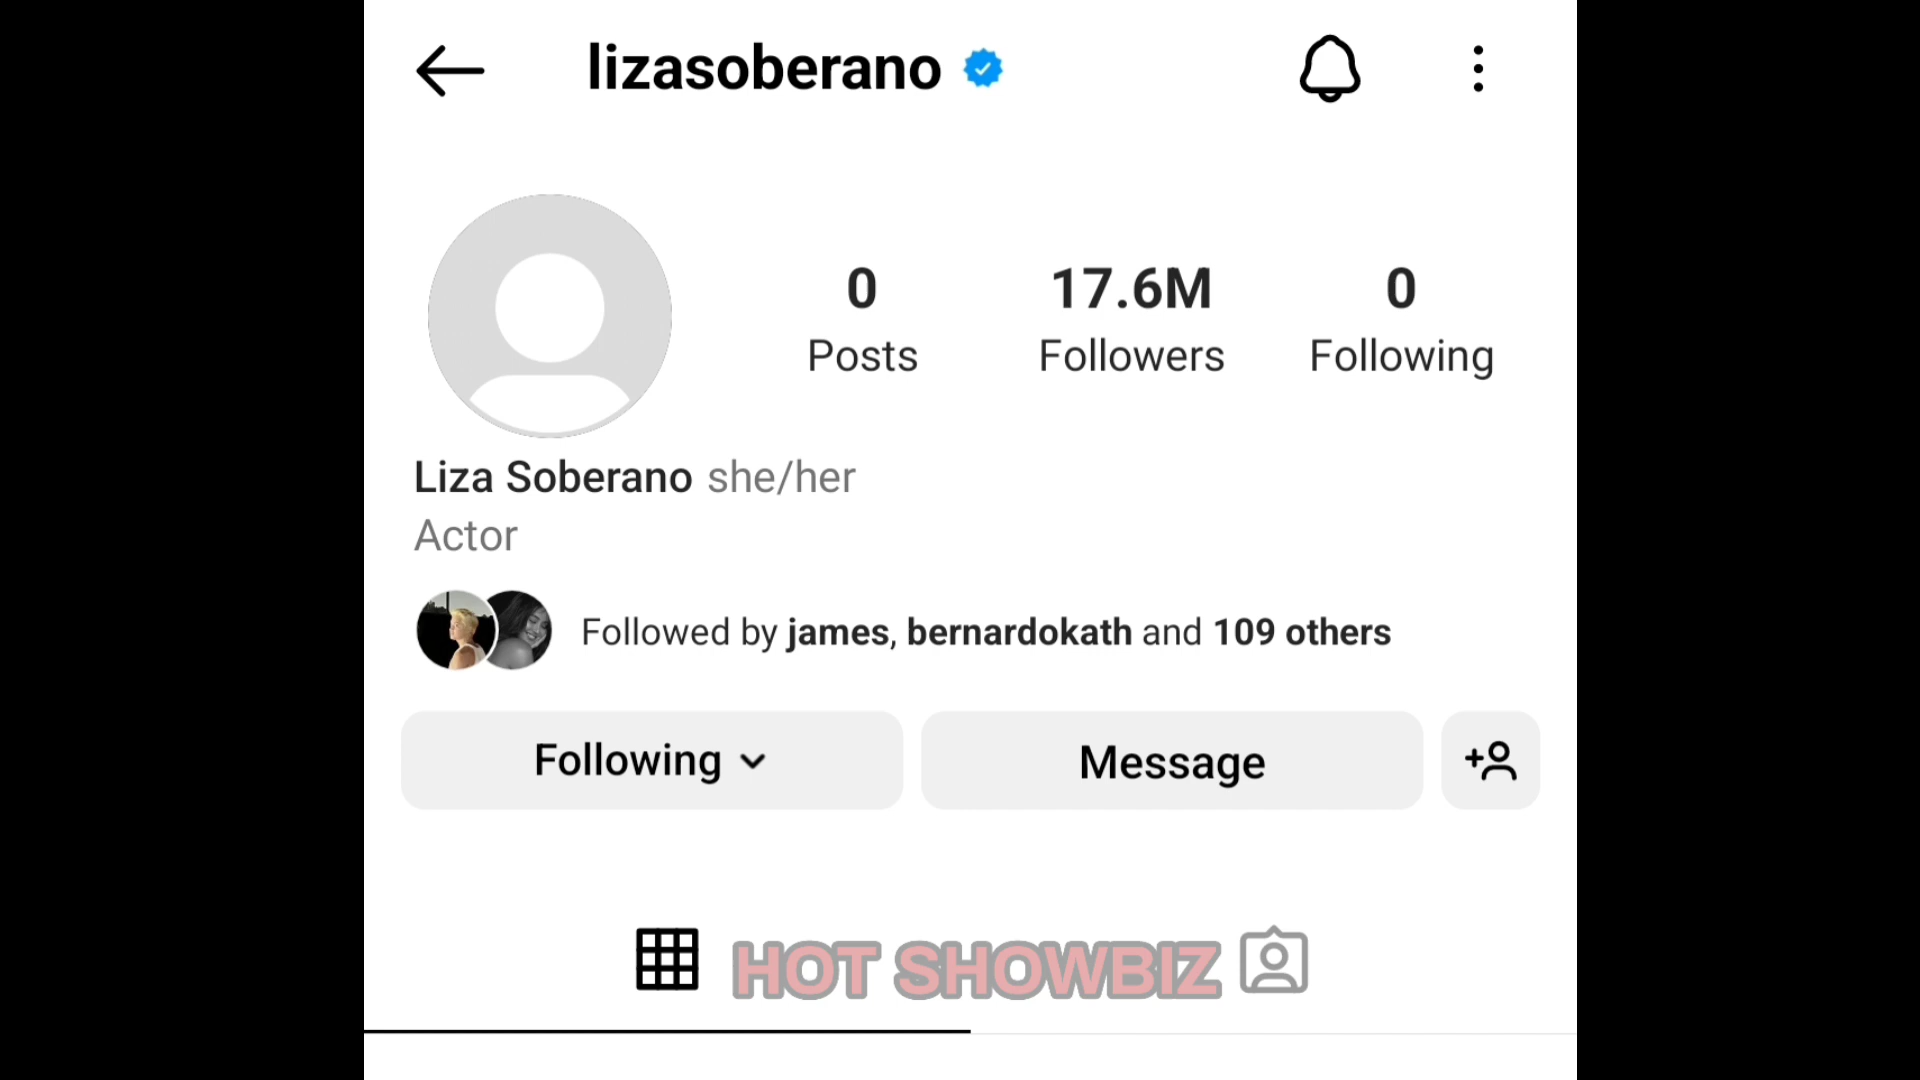 lizasoberano
0 17.6M 0
Posts Followers Following
Liza Soberano she/her
Actor
Followed by james, bernardokath and 109 others
Following Message
HOT SHOWBIZ